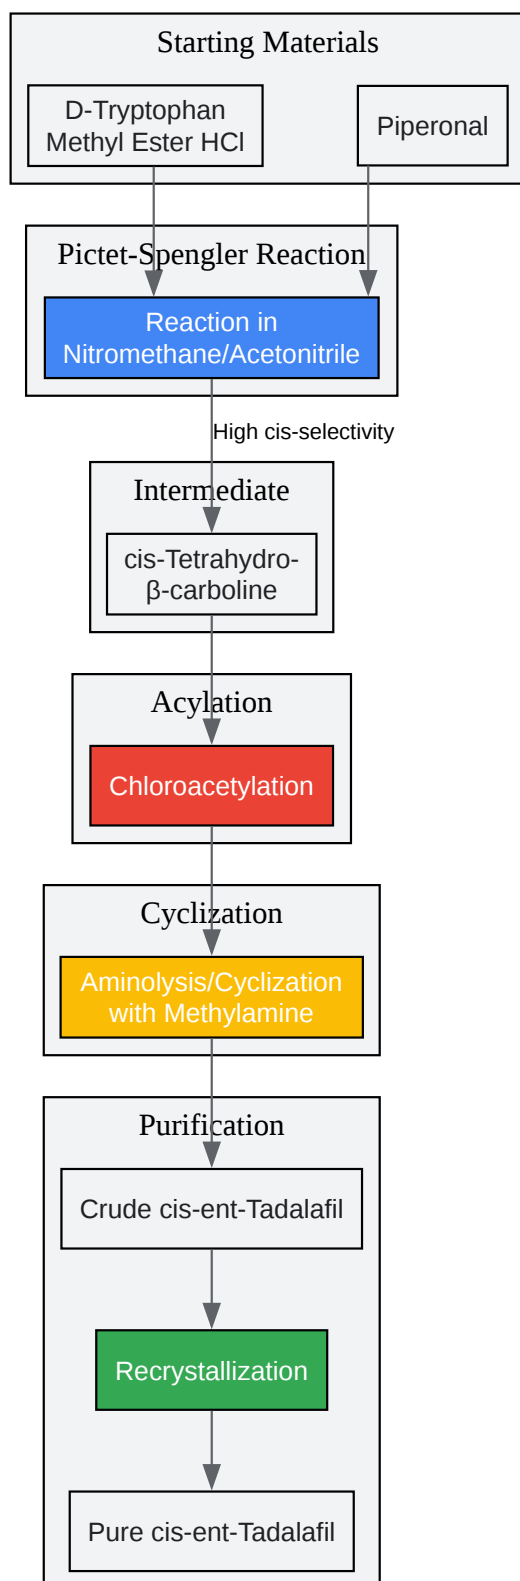 Starting Materials
D-Tryptophan
Methyl Ester HCl
Piperonal
Pictet-Spengler Reaction
Reaction in
Nitromethane/Acetonitrile
High cis-selectivity
Intermediate
cis-Tetrahydro-
β-carboline
Acylation
Chloroacetylation
Cyclization
Aminolysis/Cyclization
with Methylamine
Purification
Crude cis-ent-Tadalafil
Recrystallization
Pure cis-ent-Tadalafil